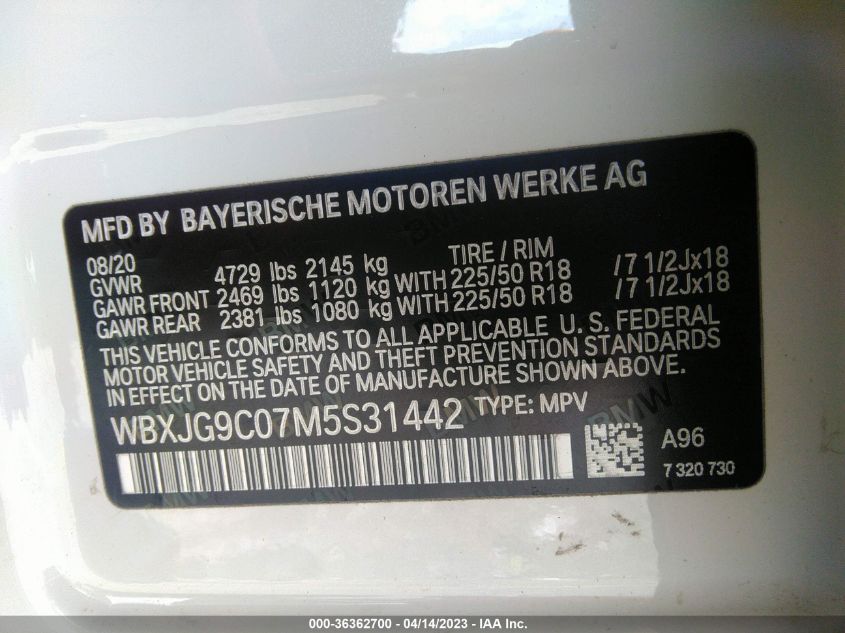 MFD BY BAYERISCHE MOTOREN WERKE AG
08/20 TIRE / RIM
GVWR 4729 lbs 2145 kg
GAWR FRONT 2469 lbs 1120 kg WITH 225/50 R18 /7 1/2Jx18
GAWR REAR 2381 lbs 1080 kg WITH 225/50 R18 /7 1/2Jx18
THIS VEHICLE CONFORMS TO ALL APPLICABLE U. S. FEDERAL
MOTOR VEHICLE SAFETY AND THEFT PREVENTION STANDARDS
IN EFFECT ON THE DATE OF MANUFACTURE SHOWN ABOVE.
WBXJG9C07M5S31442 TYPE: MPV
A96
7 320 730
000-36362700 - 04/14/2023 - IAA Inc.